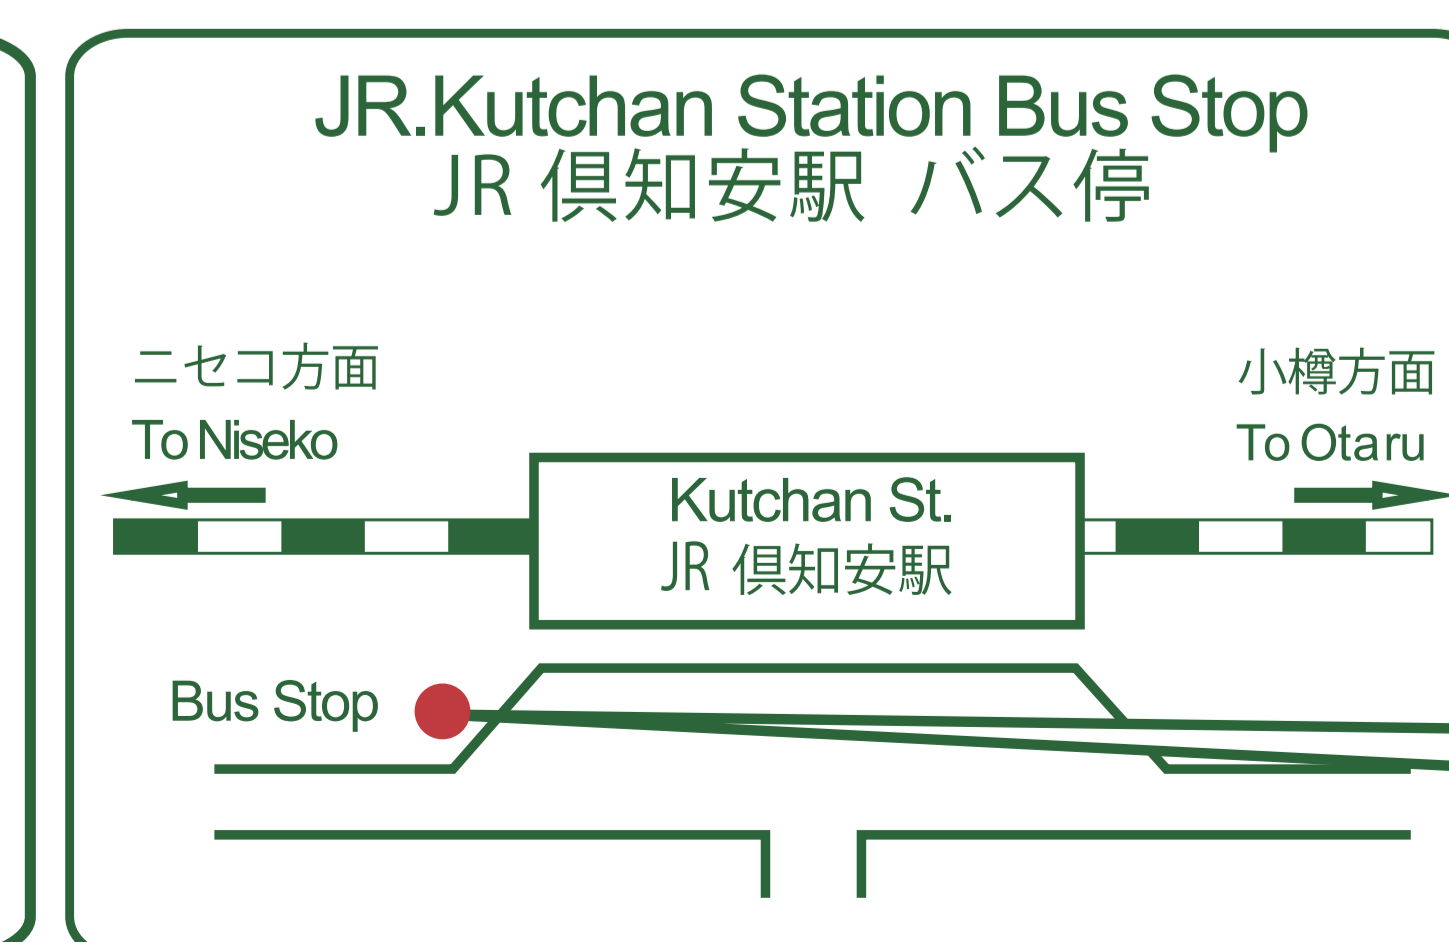 JR.Kutchan Station Bus Stop
JR 倶知安駅 バス停
ニセコ方面
To Niseko
小樽方面
To Otaru
Kutchan St.
JR 倶知安駅
Bus Stop